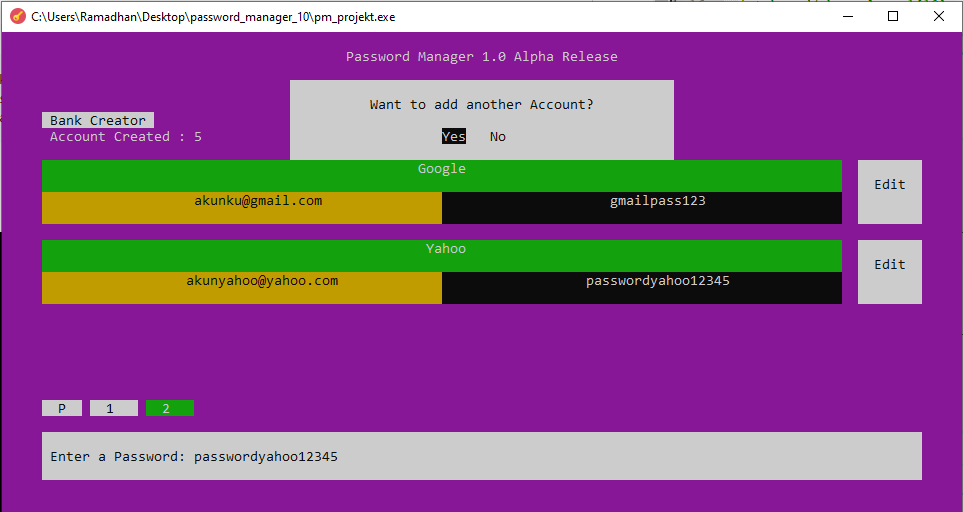 C:\Users\Ramadhan\Desktop\password_manager_10\pm_projekt.exe
Password Manager 1.0 Alpha Release
Want to add another Account?
Yes No
Bank Creator
Account Created : 5
Google
akunku@gmail.com gmailpass123
Edit
Yahoo
akunyahoo@yahoo.com passwordyahoo12345
Edit
P 1 2
Enter a Password: passwordyahoo12345